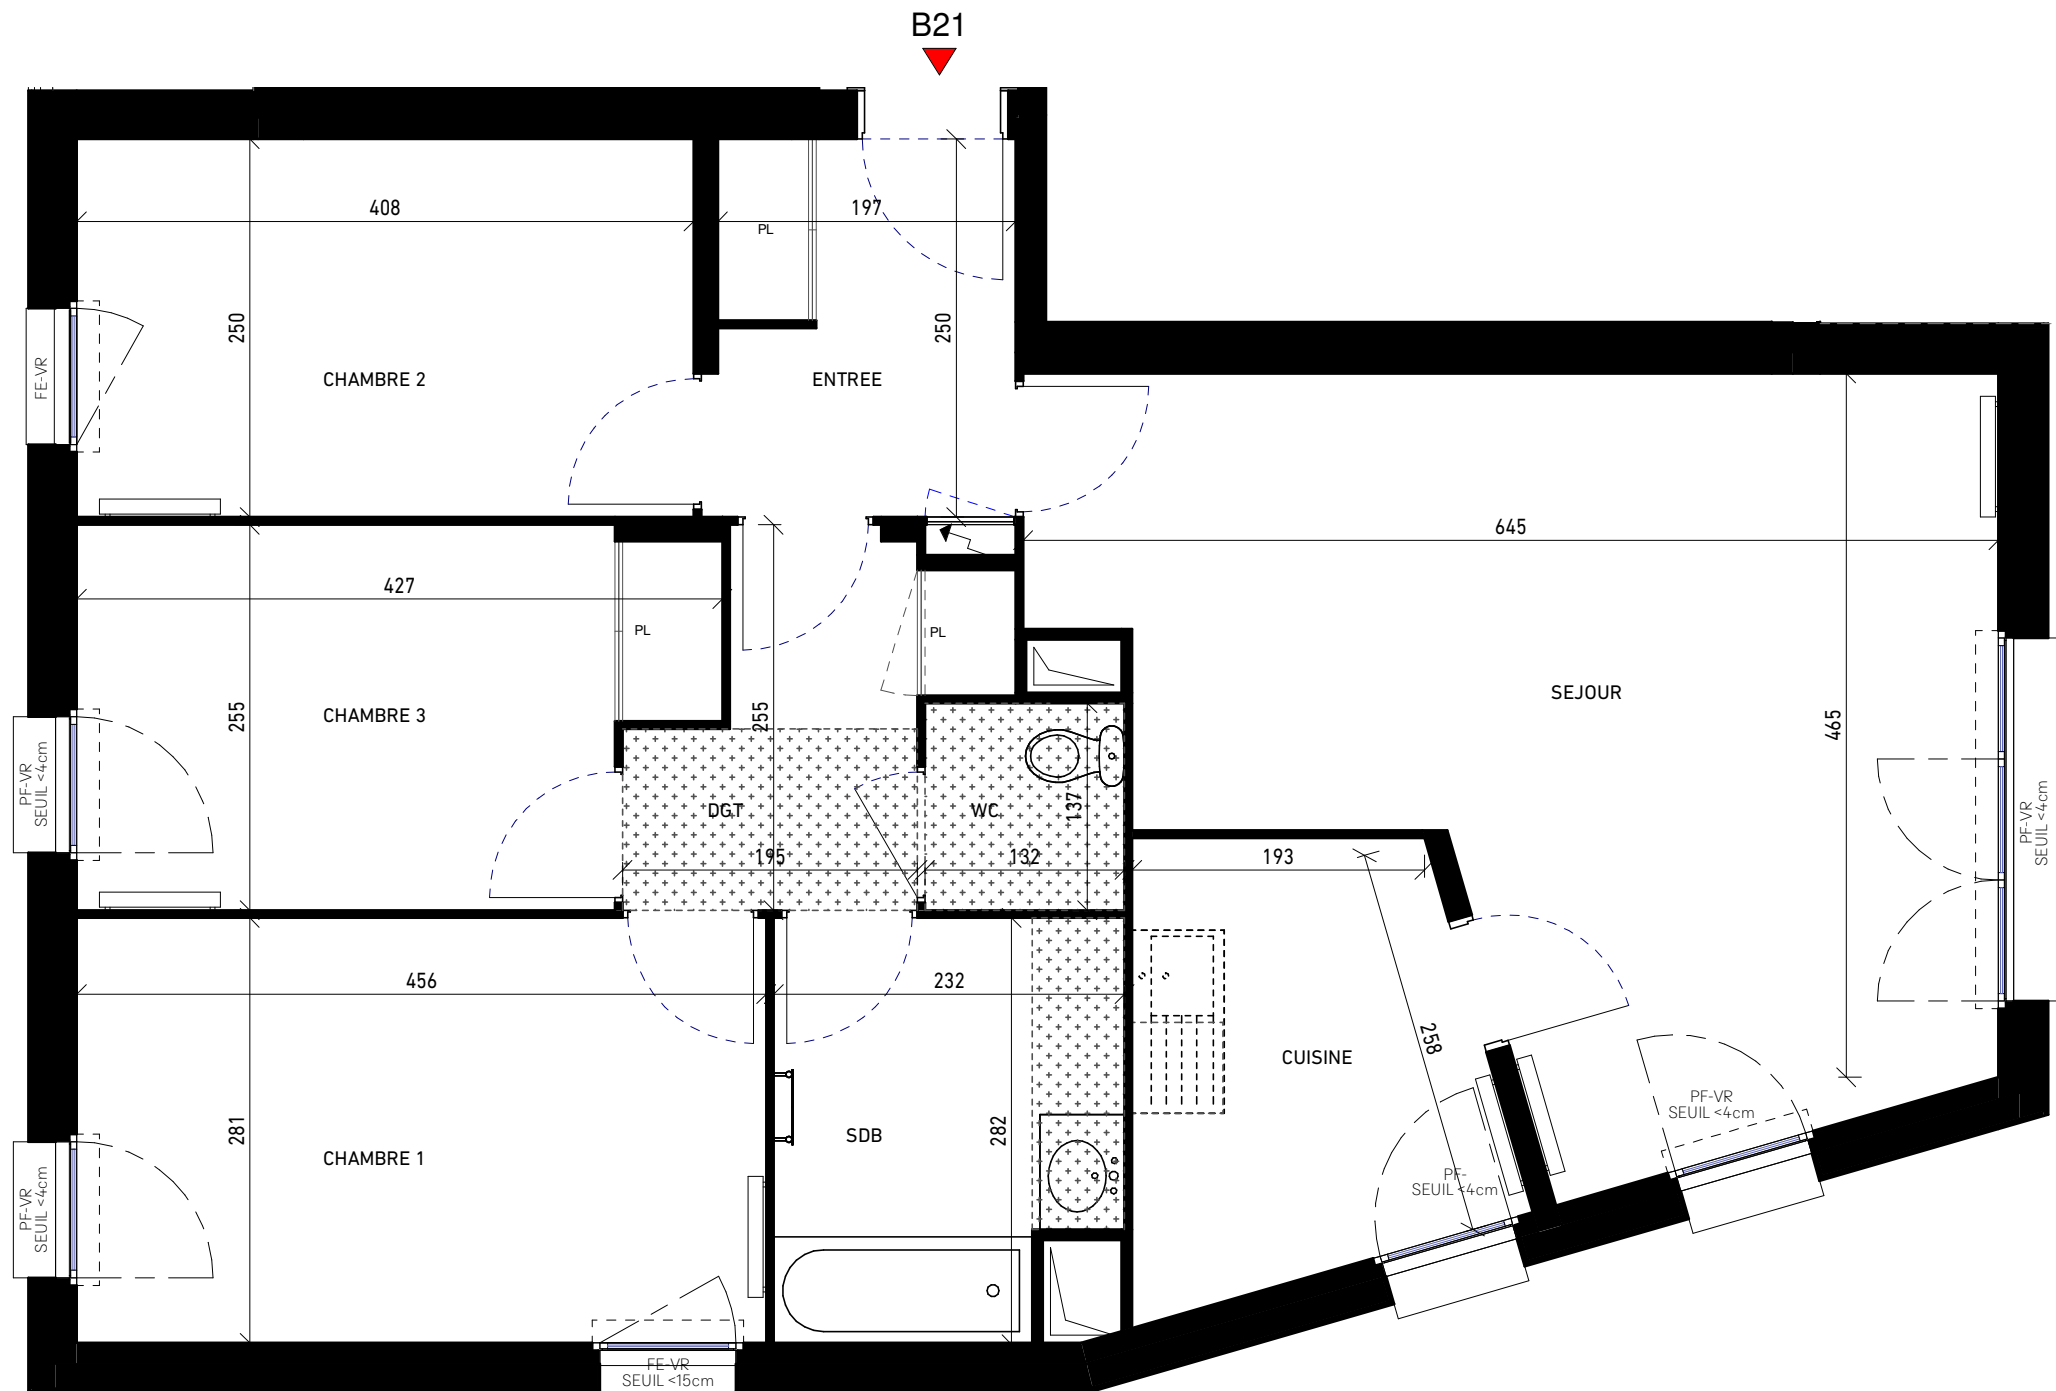 B21
408
197
PL
250
250
FE-VR
CHAMBRE 2
ENTREE
645
427
PL
PL
SEJOUR
255
CHAMBRE 3
255
465
PF-VR
SEUIL <4cm
DGT
WC
137
PF-VR
SEUIL <4cm
195
132
193
456
232
258
CUISINE
PF-VR
SEUIL <4cm
281
SDB
282
CHAMBRE 1
PF-
SEUIL <4cm
PF-VR
SEUIL <4cm
FE-VR
SEUIL <15cm